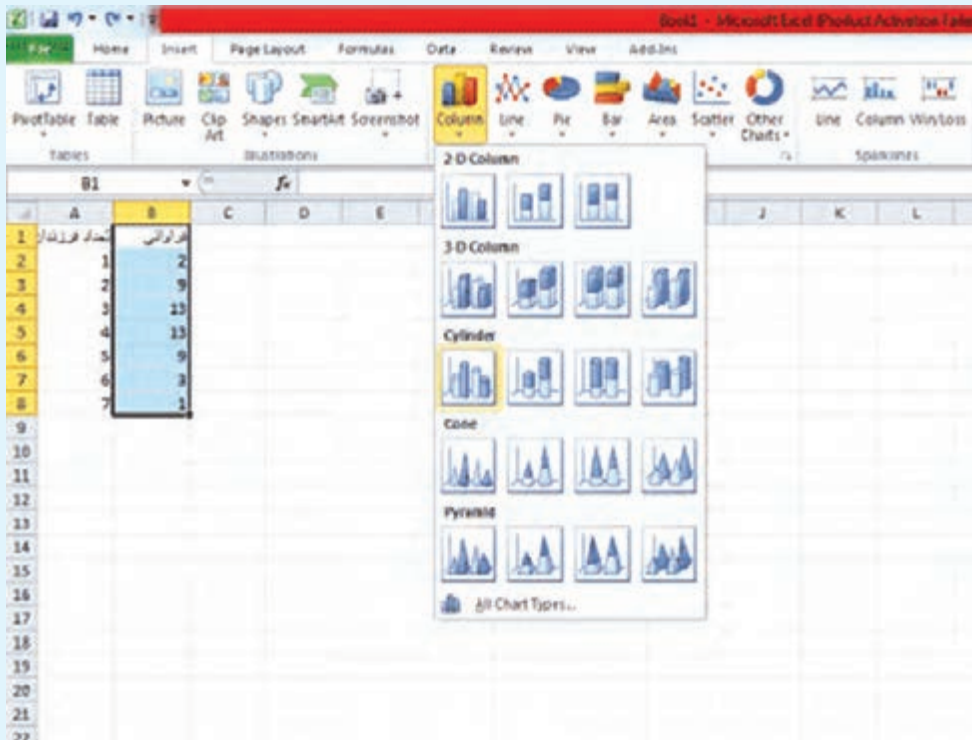 Book1 - Microsoft Excel (Product Activation Faile
File Home Insert Page Layout Formulas Data Review View Add-Ins
PivotTable Table Picture Clip Art Shapes SmartArt Screenshot Column Line Pie Bar Area Scatter Other Charts Line Column Win/Loss
Tables Illustrations Sparklines
B1 fx
A B C D E J K L
1 تعداد فرزندان فراوانی
2 1 2
3 2 9
4 3 13
5 4 13
6 5 9
7 6 3
8 7 1
9
10
11
12
13
14
15
16
17
18
19
20
21
22
2-D Column
3-D Column
Cylinder
Cone
Pyramid
All Chart Types...